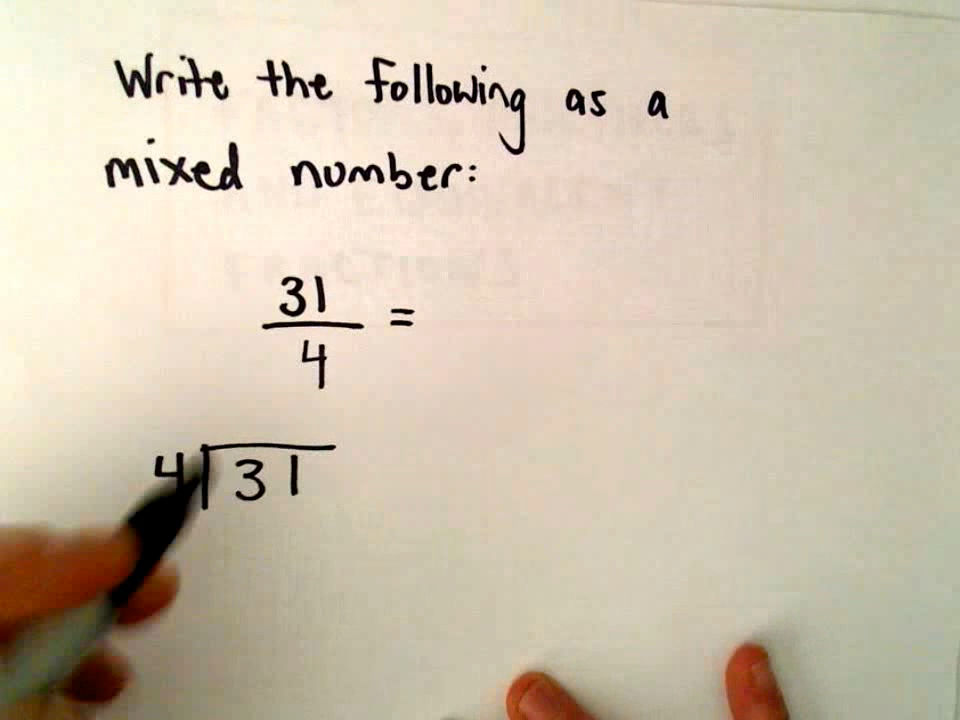 Write the following as a
mixed number:
31
4
=
4 31